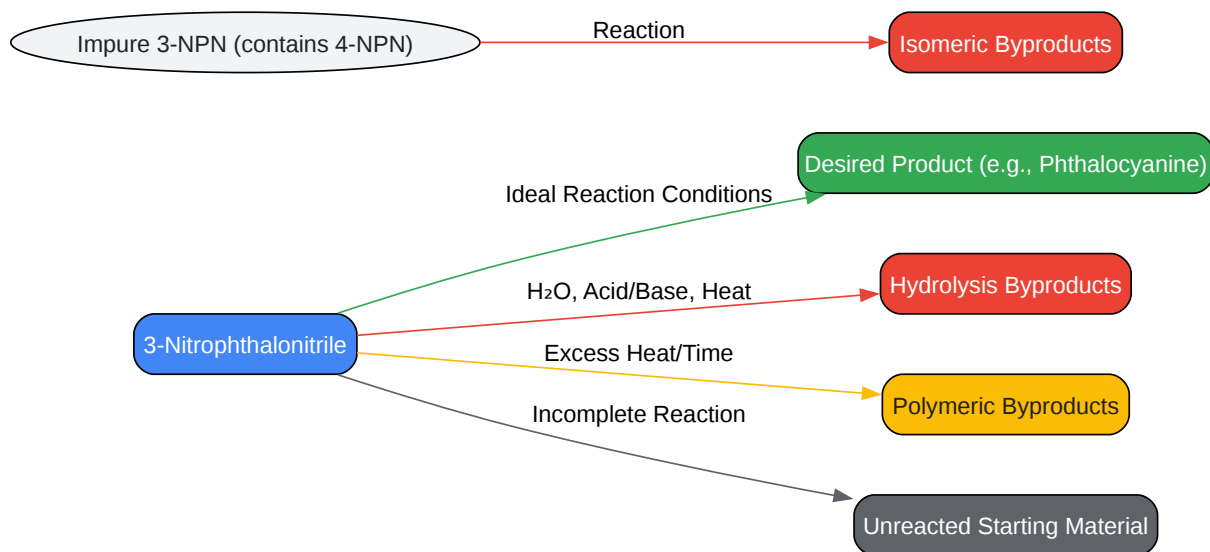 Impure 3-NPN (contains 4-NPN)
Reaction
Isomeric Byproducts
Desired Product (e.g., Phthalocyanine)
Ideal Reaction Conditions
Hydrolysis Byproducts
H₂O, Acid/Base, Heat
3-Nitrophthalonitrile
Excess Heat/Time
Polymeric Byproducts
Incomplete Reaction
Unreacted Starting Material